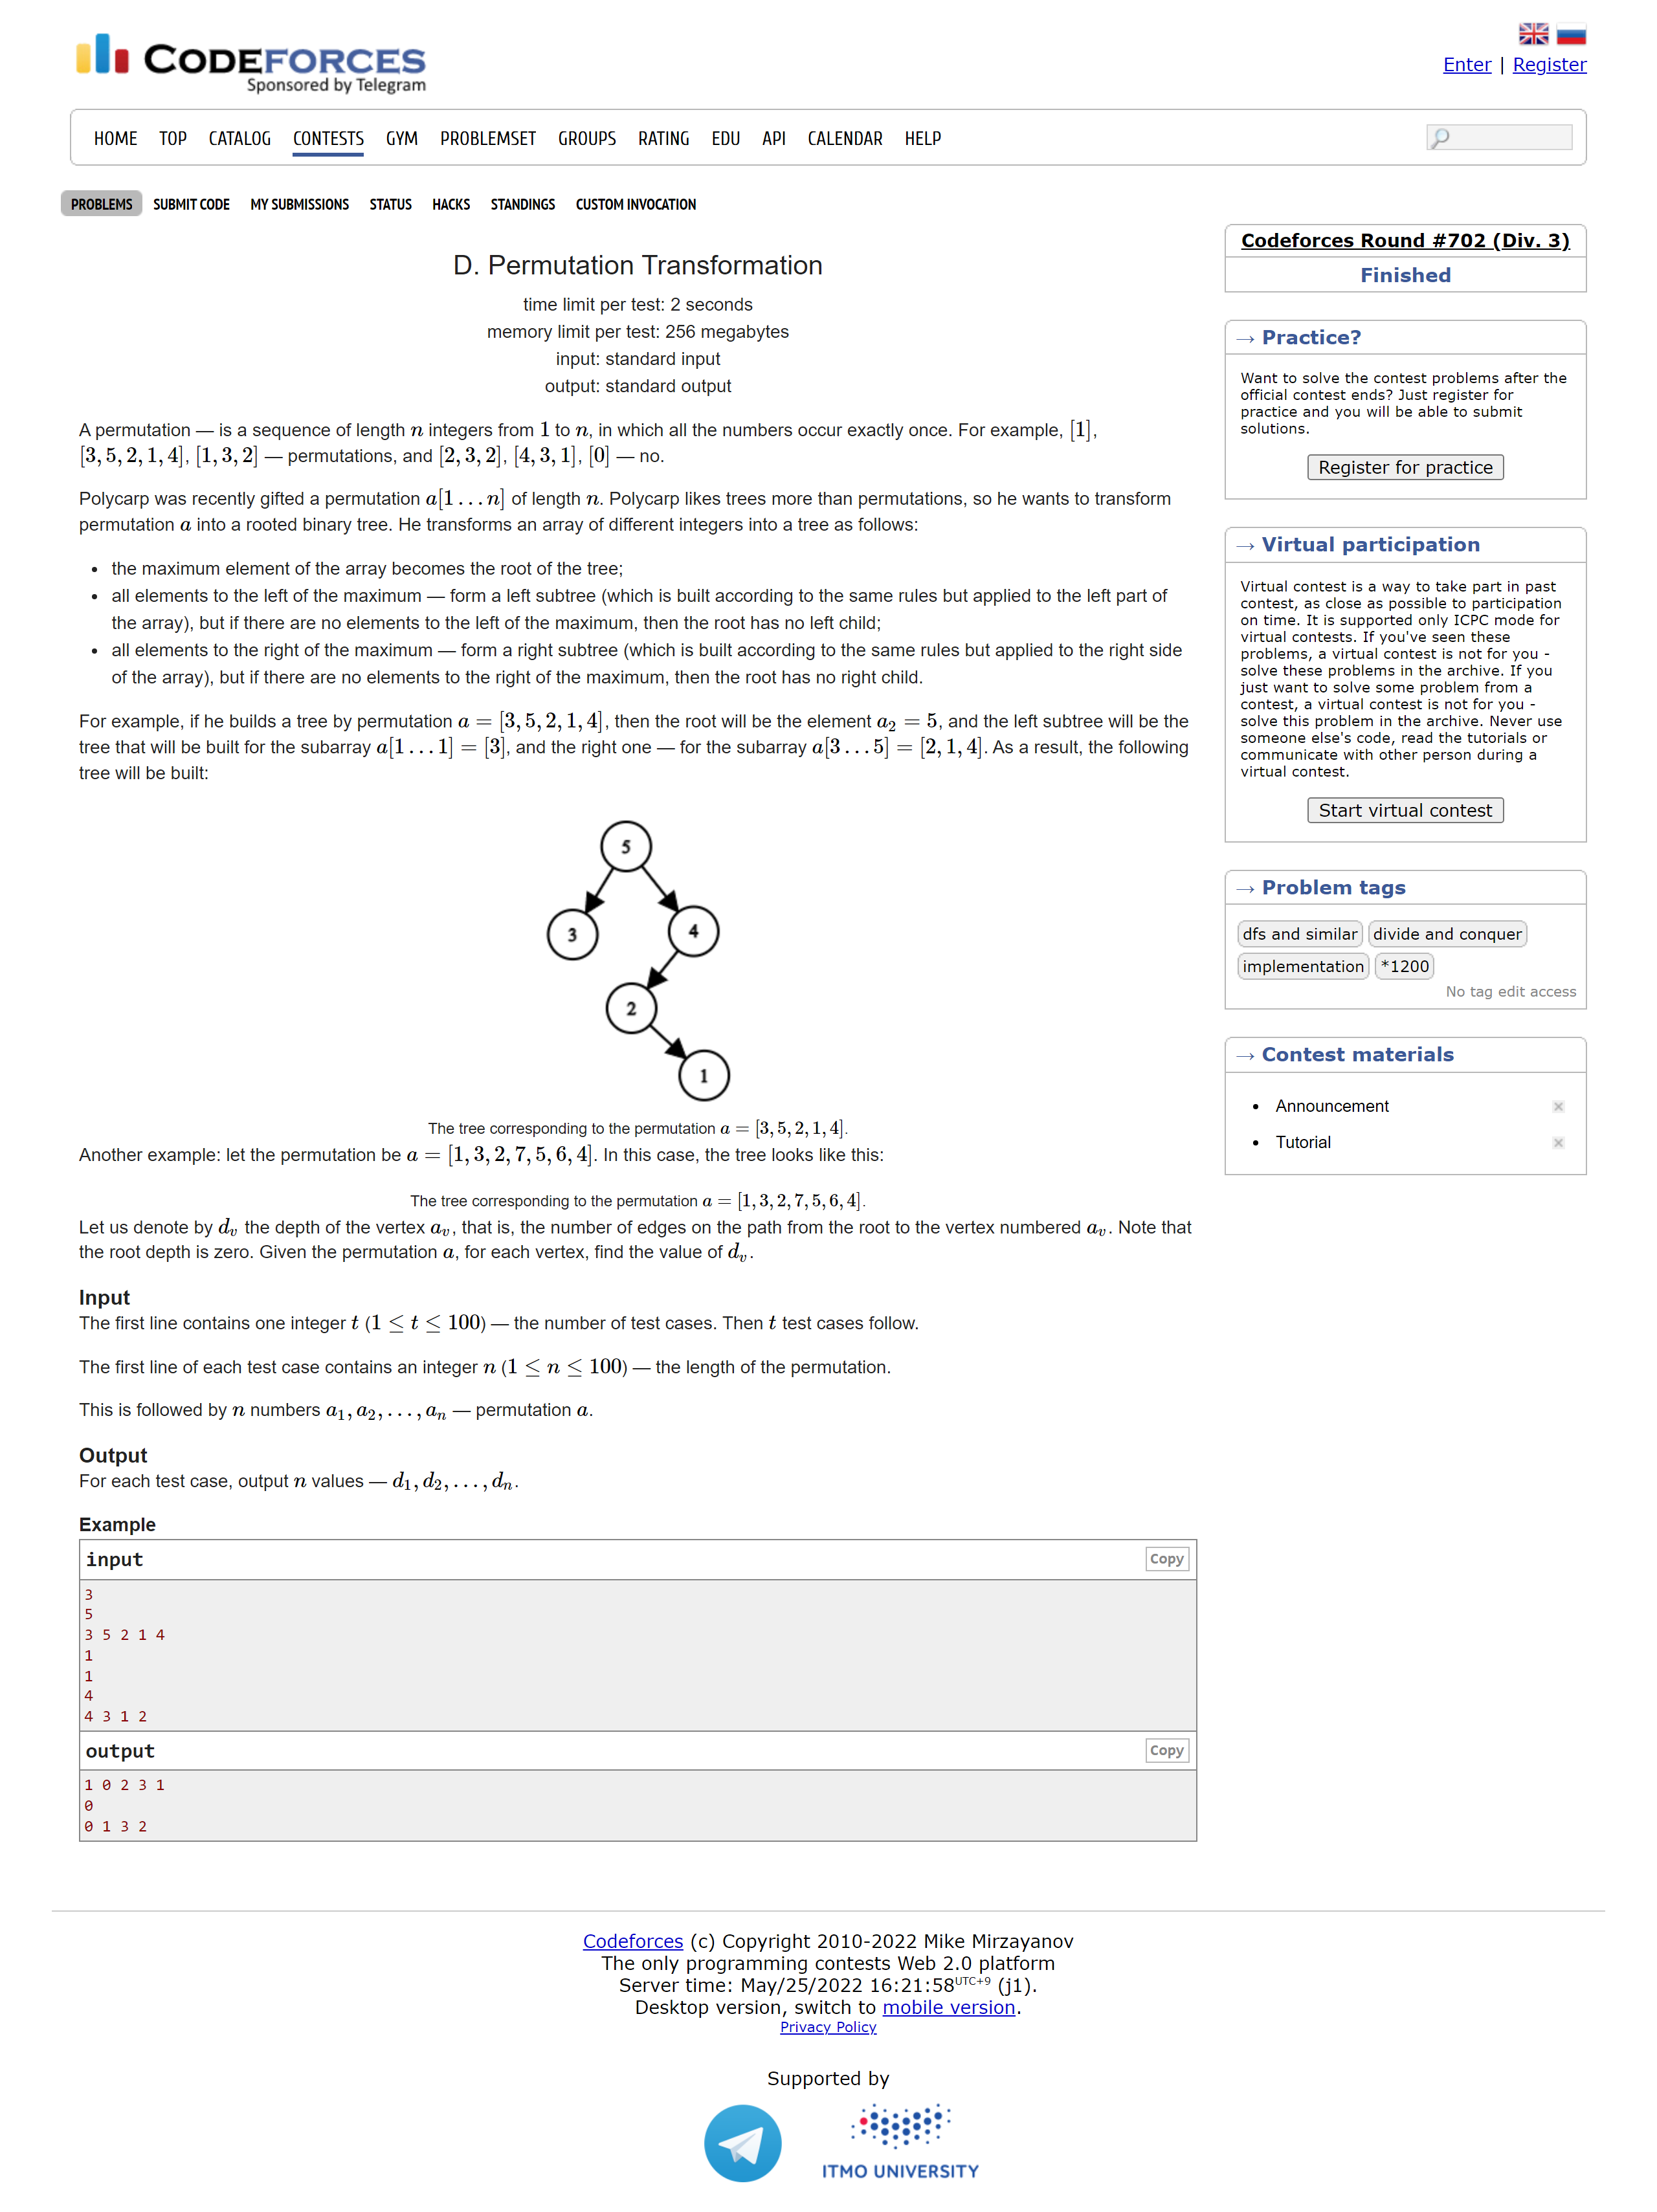 CODEFORCES
Sponsored by Telegram
Enter | Register
HOME TOP CATALOG CONTESTS GYM PROBLEMSET GROUPS RATING EDU API CALENDAR HELP
PROBLEMS SUBMIT CODE MY SUBMISSIONS STATUS HACKS STANDINGS CUSTOM INVOCATION
D. Permutation Transformation
time limit per test: 2 seconds
memory limit per test: 256 megabytes
input: standard input
output: standard output
A permutation — is a sequence of length n integers from 1 to n, in which all the numbers occur exactly once. For example, [1],
[3, 5, 2, 1, 4], [1, 3, 2] — permutations, and [2, 3, 2], [4, 3, 1], [0] — no.
Polycarp was recently gifted a permutation a[1 … n] of length n. Polycarp likes trees more than permutations, so he wants to transform
permutation a into a rooted binary tree. He transforms an array of different integers into a tree as follows:
• the maximum element of the array becomes the root of the tree;
• all elements to the left of the maximum — form a left subtree (which is built according to the same rules but applied to the left part of
the array), but if there are no elements to the left of the maximum, then the root has no left child;
• all elements to the right of the maximum — form a right subtree (which is built according to the same rules but applied to the right side
of the array), but if there are no elements to the right of the maximum, then the root has no right child.
For example, if he builds a tree by permutation a = [3, 5, 2, 1, 4], then the root will be the element a₂ = 5, and the left subtree will be the
tree that will be built for the subarray a[1 … 1] = [3], and the right one — for the subarray a[3 … 5] = [2, 1, 4]. As a result, the following
tree will be built:
5
3
4
2
1
The tree corresponding to the permutation a = [3, 5, 2, 1, 4].
Another example: let the permutation be a = [1, 3, 2, 7, 5, 6, 4]. In this case, the tree looks like this:
The tree corresponding to the permutation a = [1, 3, 2, 7, 5, 6, 4].
Let us denote by dᵥ the depth of the vertex aᵥ, that is, the number of edges on the path from the root to the vertex numbered aᵥ. Note that
the root depth is zero. Given the permutation a, for each vertex, find the value of dᵥ.
Input
The first line contains one integer t (1 ≤ t ≤ 100) — the number of test cases. Then t test cases follow.
The first line of each test case contains an integer n (1 ≤ n ≤ 100) — the length of the permutation.
This is followed by n numbers a₁, a₂, …, aₙ — permutation a.
Output
For each test case, output n values — d₁, d₂, …, dₙ.
Example
input
Copy
3
5
3 5 2 1 4
1
1
4
4 3 1 2
output
Copy
1 0 2 3 1
0
0 1 3 2
Codeforces Round #702 (Div. 3)
Finished
→ Practice?
Want to solve the contest problems after the
official contest ends? Just register for
practice and you will be able to submit
solutions.
Register for practice
→ Virtual participation
Virtual contest is a way to take part in past
contest, as close as possible to participation
on time. It is supported only ICPC mode for
virtual contests. If you've seen these
problems, a virtual contest is not for you -
solve these problems in the archive. If you
just want to solve some problem from a
contest, a virtual contest is not for you -
solve this problem in the archive. Never use
someone else's code, read the tutorials or
communicate with other person during a
virtual contest.
Start virtual contest
→ Problem tags
dfs and similar
divide and conquer
implementation
*1200
No tag edit access
→ Contest materials
• Announcement
• Tutorial
Codeforces (c) Copyright 2010-2022 Mike Mirzayanov
The only programming contests Web 2.0 platform
Server time: May/25/2022 16:21:58 UTC+9 (j1).
Desktop version, switch to mobile version.
Privacy Policy
Supported by
ITMO UNIVERSITY